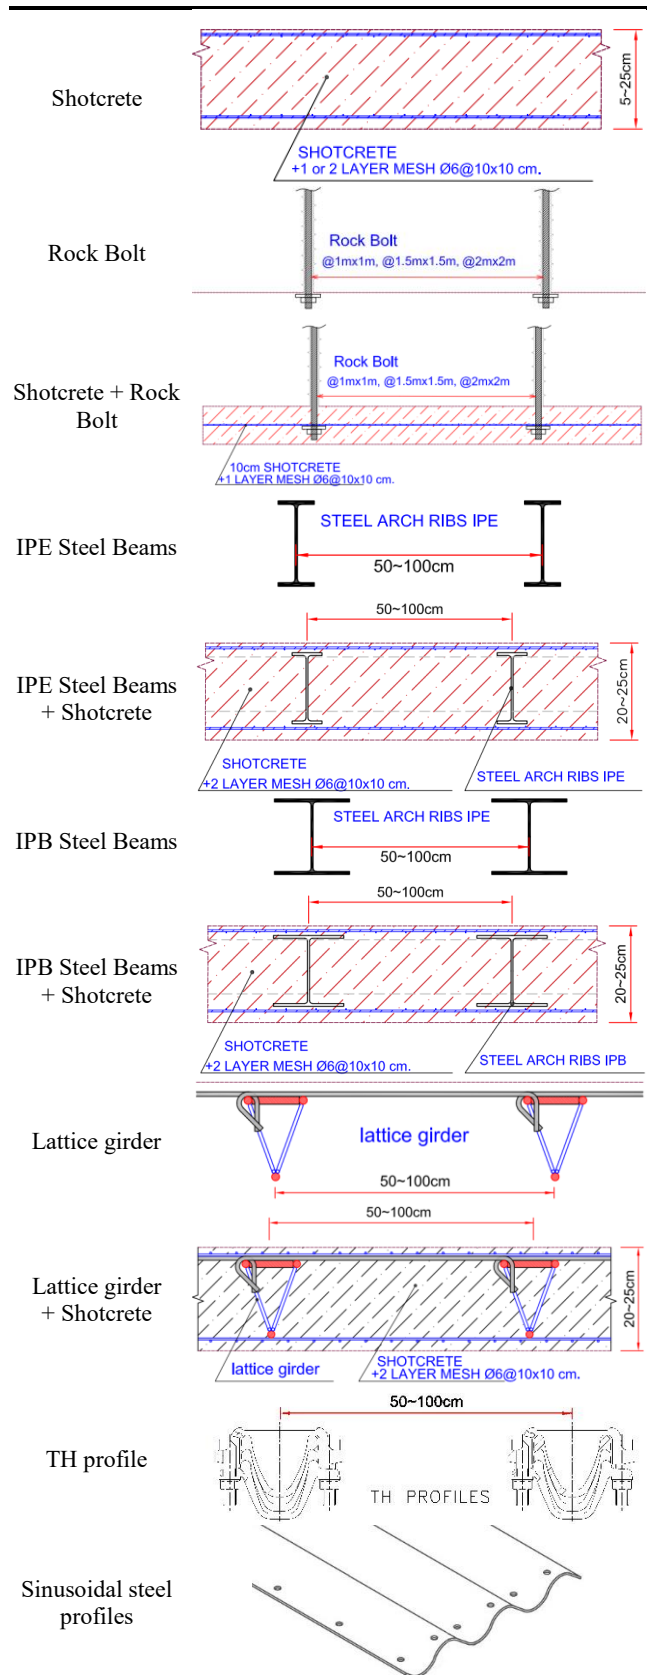 Shotcrete
5~25cm
SHOTCRETE
+1 or 2 LAYER MESH Ø6@10x10 cm.
Rock Bolt
Rock Bolt
@1mx1m, @1.5mx1.5m, @2mx2m
Shotcrete + Rock
Bolt
Rock Bolt
@1mx1m, @1.5mx1.5m, @2mx2m
10cm SHOTCRETE
+1 LAYER MESH Ø6@10x10 cm.
IPE Steel Beams
STEEL ARCH RIBS IPE
50~100cm
50~100cm
IPE Steel Beams
+ Shotcrete
20~25cm
SHOTCRETE
+2 LAYER MESH Ø6@10x10 cm.
STEEL ARCH RIBS IPE
IPB Steel Beams
STEEL ARCH RIBS IPE
50~100cm
50~100cm
IPB Steel Beams
+ Shotcrete
20~25cm
SHOTCRETE
+2 LAYER MESH Ø6@10x10 cm.
STEEL ARCH RIBS IPB
Lattice girder
lattice girder
50~100cm
50~100cm
Lattice girder
+ Shotcrete
20~25cm
lattice girder
SHOTCRETE
+2 LAYER MESH Ø6@10x10 cm.
50~100cm
TH profile
TH PROFILES
Sinusoidal steel
profiles